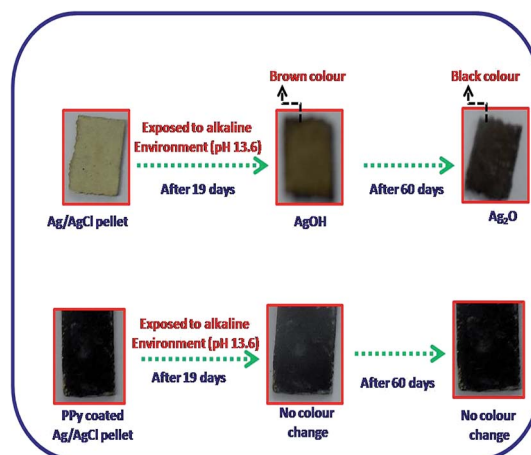 Brown colour
Black colour
Exposed to alkaline
Environment (pH 13.6)
After 19 days
After 60 days
Ag/AgCl pellet
AgOH
Ag₂O
Exposed to alkaline
Environment (pH 13.6)
After 19 days
After 60 days
PPy coated
Ag/AgCl pellet
No colour
change
No colour
change